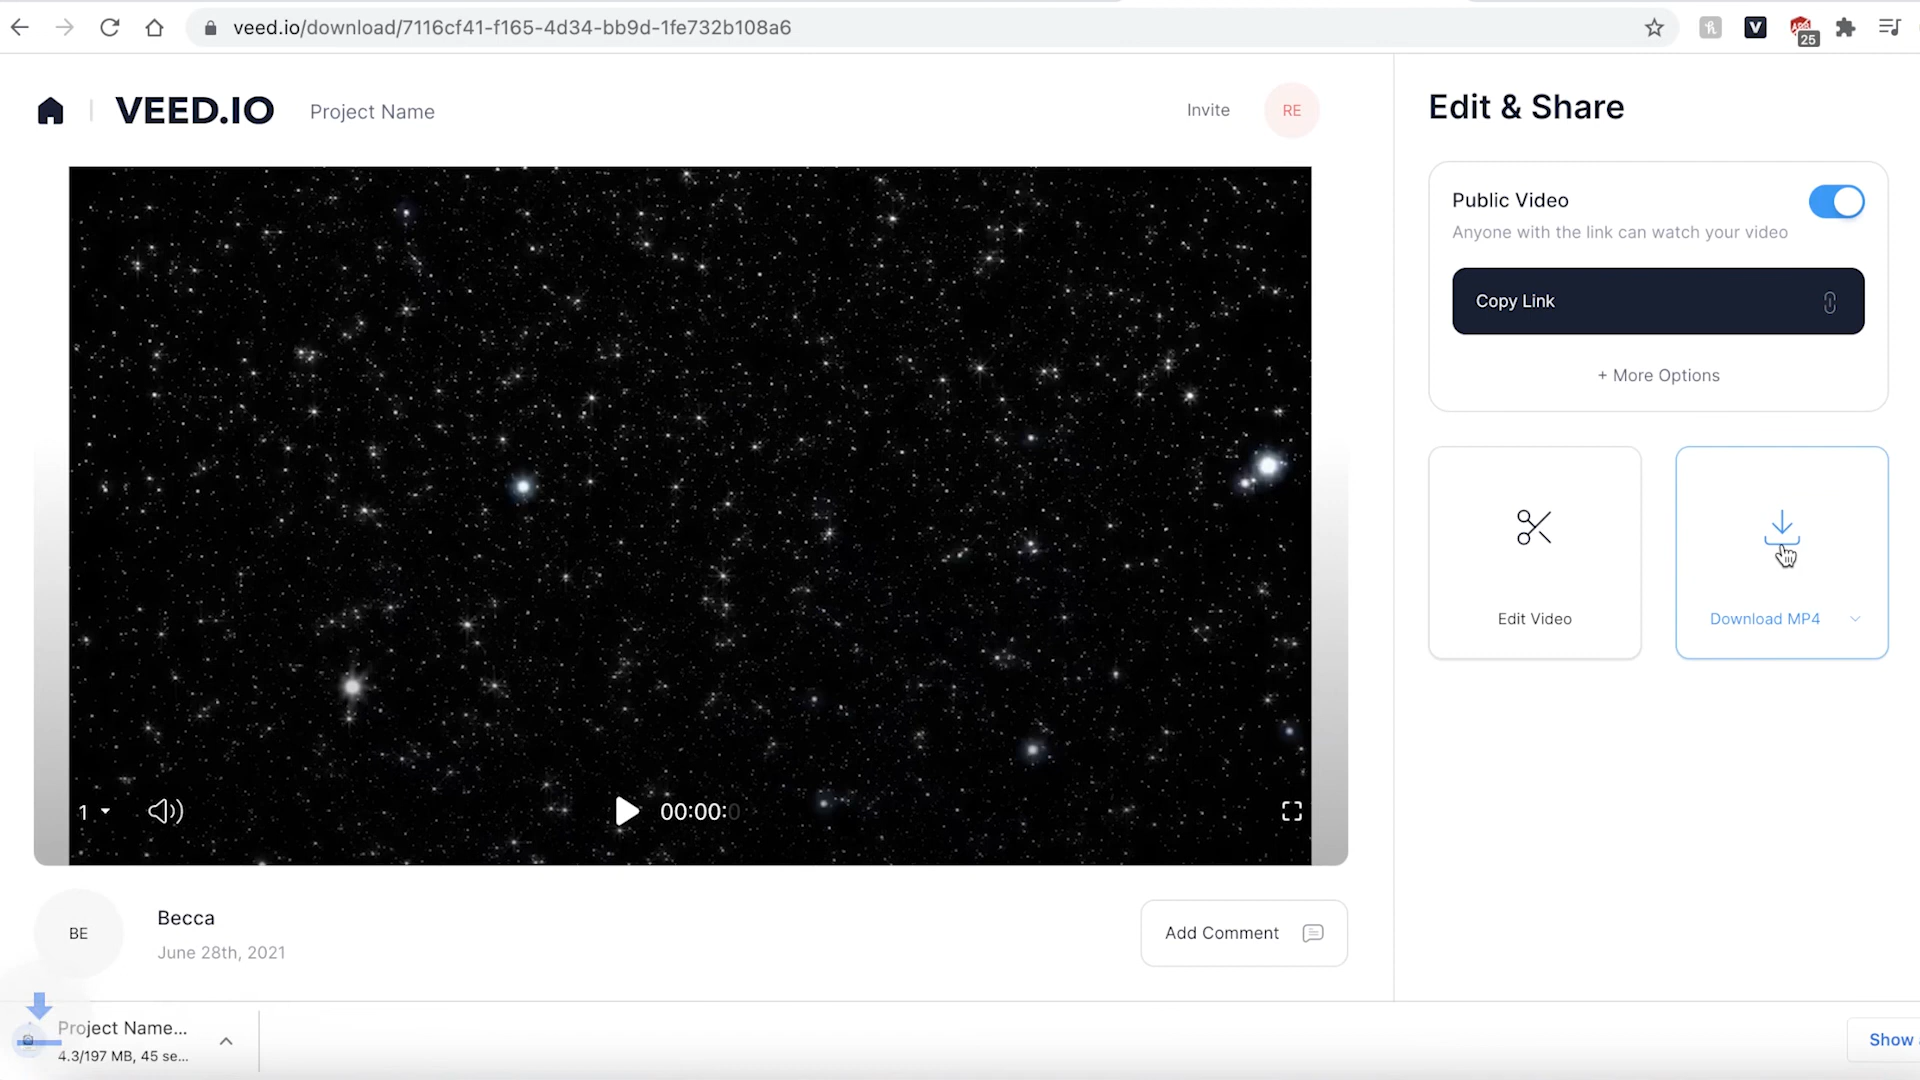 veed.io/download/7116cf41-f165-4d34-bb9d-1fe732b108a6
25
VEED.IO
Project Name
Invite
RE
Edit & Share
Public Video
Anyone with the link can watch your video
Copy Link
+ More Options
Edit Video
Download MP4
1
00:00:0
BE
Becca
June 28th, 2021
Add Comment
Project Name...
4.3/197 MB, 45 se...
Show